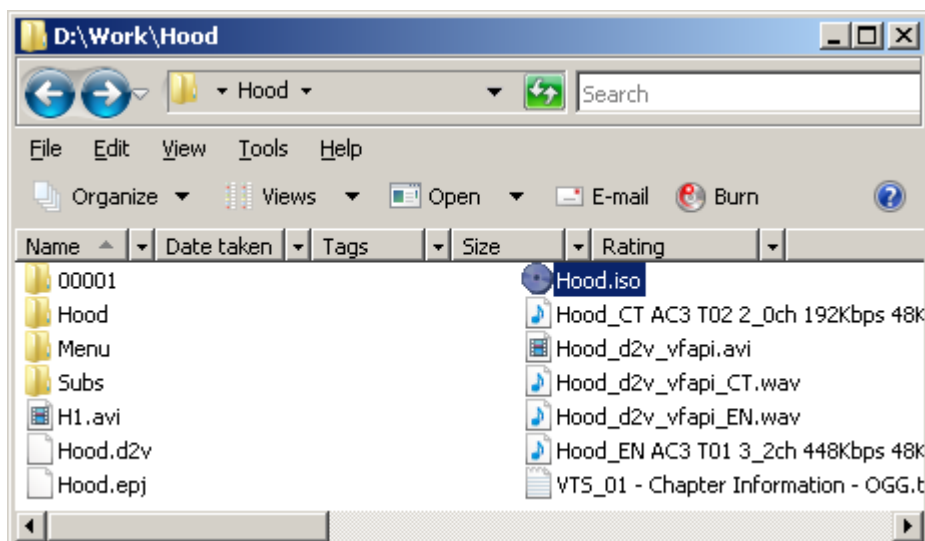 D:\Work\Hood
Hood
Search
File Edit View Tools Help
Organize Views Open E-mail Burn
Name Date taken Tags Size Rating
00001
Hood
Menu
Subs
H1.avi
Hood.d2v
Hood.epj
Hood.iso
Hood_CT AC3 T02 2_0ch 192Kbps 48K
Hood_d2v_vfapi.avi
Hood_d2v_vfapi_CT.wav
Hood_d2v_vfapi_EN.wav
Hood_EN AC3 T01 3_2ch 448Kbps 48K
VTS_01 - Chapter Information - OGG.t